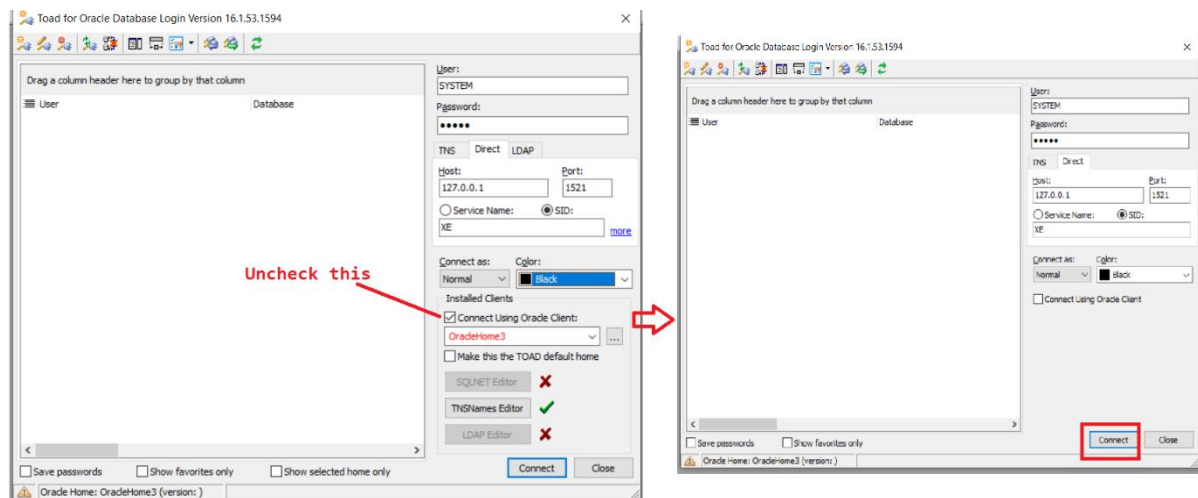 Toad for Oracle Database Login Version 16.1.53.1594
Drag a column header here to group by that column
User Database
User:
SYSTEM
Password:
•••••
TNS Direct LDAP
Host: Port:
127.0.0.1 1521
Service Name: SID:
XE
more
Connect as: Color:
Normal Black
Installed Clients
Connect Using Oracle Client:
OracleHome3
...
Make this the TOAD default home
SQLNET Editor
TNSNames Editor
LDAP Editor
Save passwords Show favorites only Show selected home only
Connect Close
Oracle Home: OracleHome3 (version: )
Uncheck this
Toad for Oracle Database Login Version 16.1.53.1594
Drag a column header here to group by that column
User Database
User:
SYSTEM
Password:
•••••
TNS Direct
Host: Port:
127.0.0.1 1521
Service Name: SID:
XE
Connect as: Color:
Normal Black
Connect Using Oracle Client
Save passwords Show favorites only
Connect Close
Oracle Home: OracleHome3 (version: )